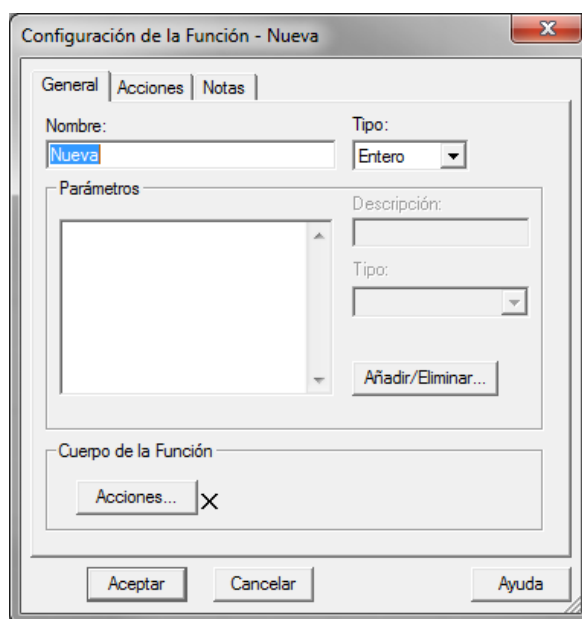 Configuración de la Función - Nueva
General Acciones Notas
Nombre: Tipo:
Nueva Entero
Parámetros
Descripción:
Tipo:
Añadir/Eliminar...
Cuerpo de la Función
Acciones...
Aceptar Cancelar Ayuda